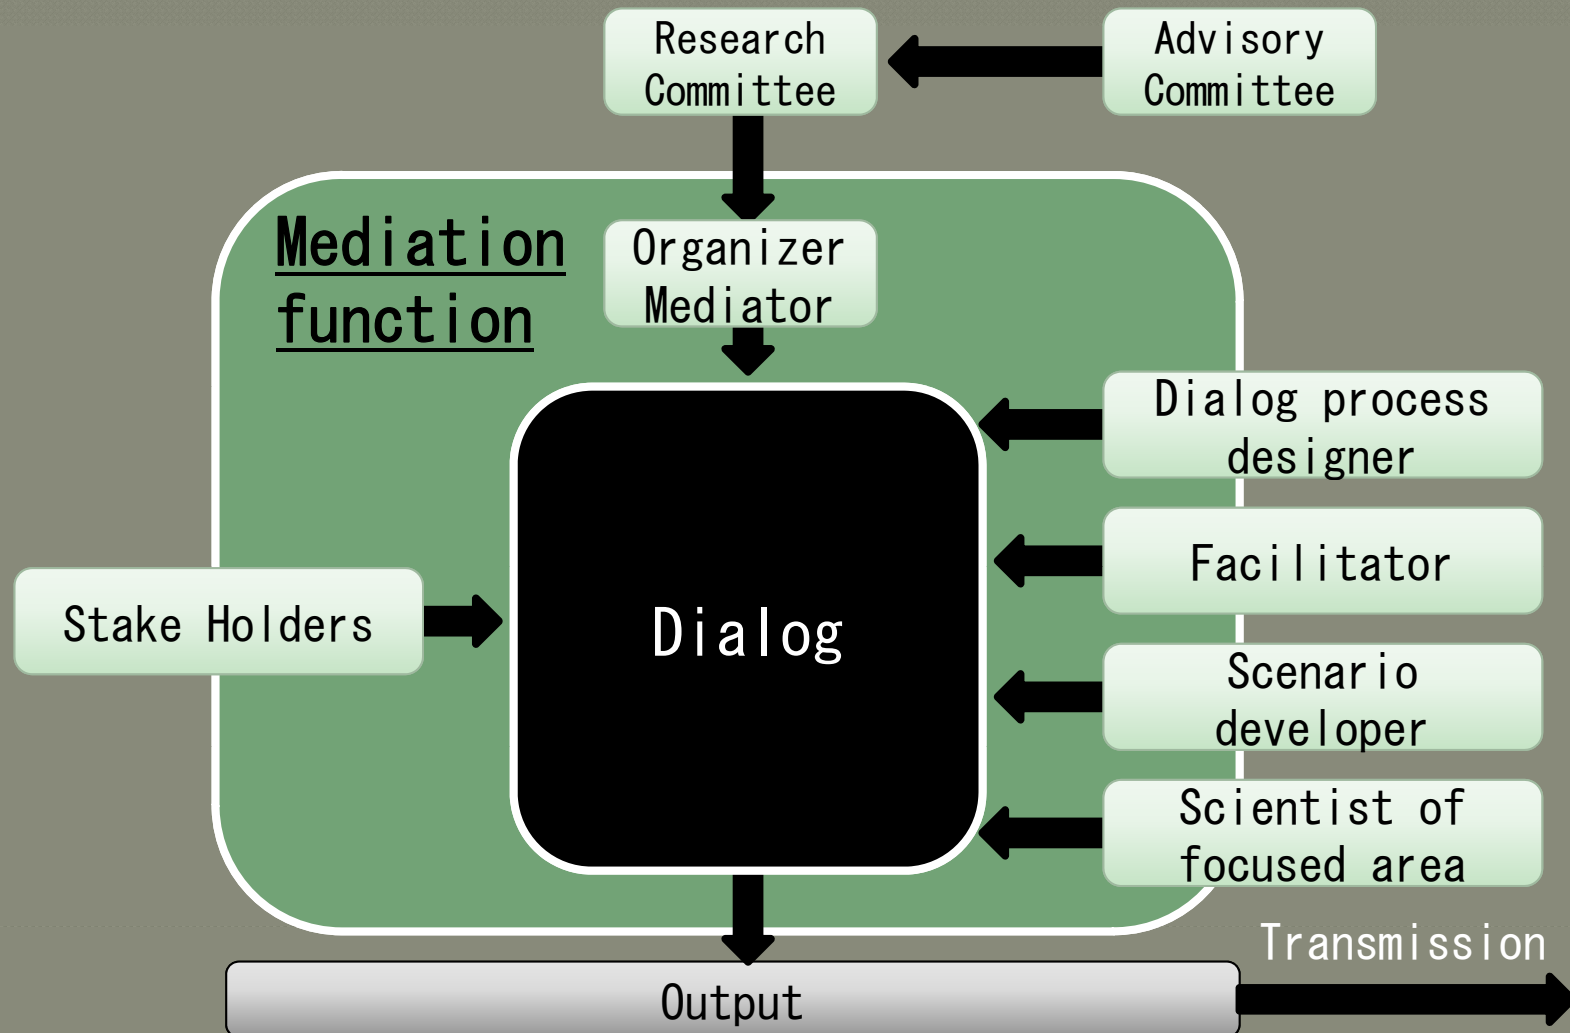 Research
Committee
Advisory
Committee
Mediation
function
Organizer
Mediator
Dialog process
designer
Facilitator
Stake Holders
Dialog
Scenario
developer
Scientist of
focused area
Transmission
Output